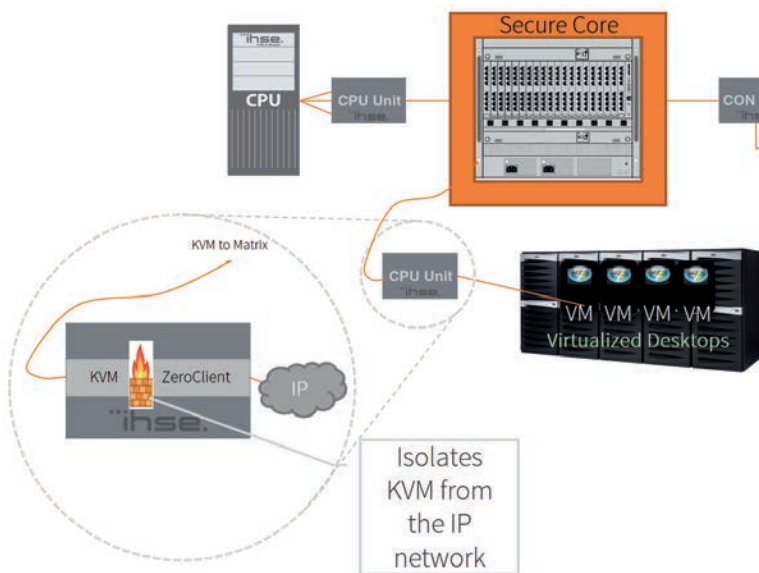 Secure Core
ihse.
CPU
CPU Unit
ihse.
CON
KVM to Matrix
CPU Unit
ihse.
VM VM VM VM
Virtualized Desktops
KVM
ZeroClient
IP
ihse.
Isolates
KVM from
the IP
network